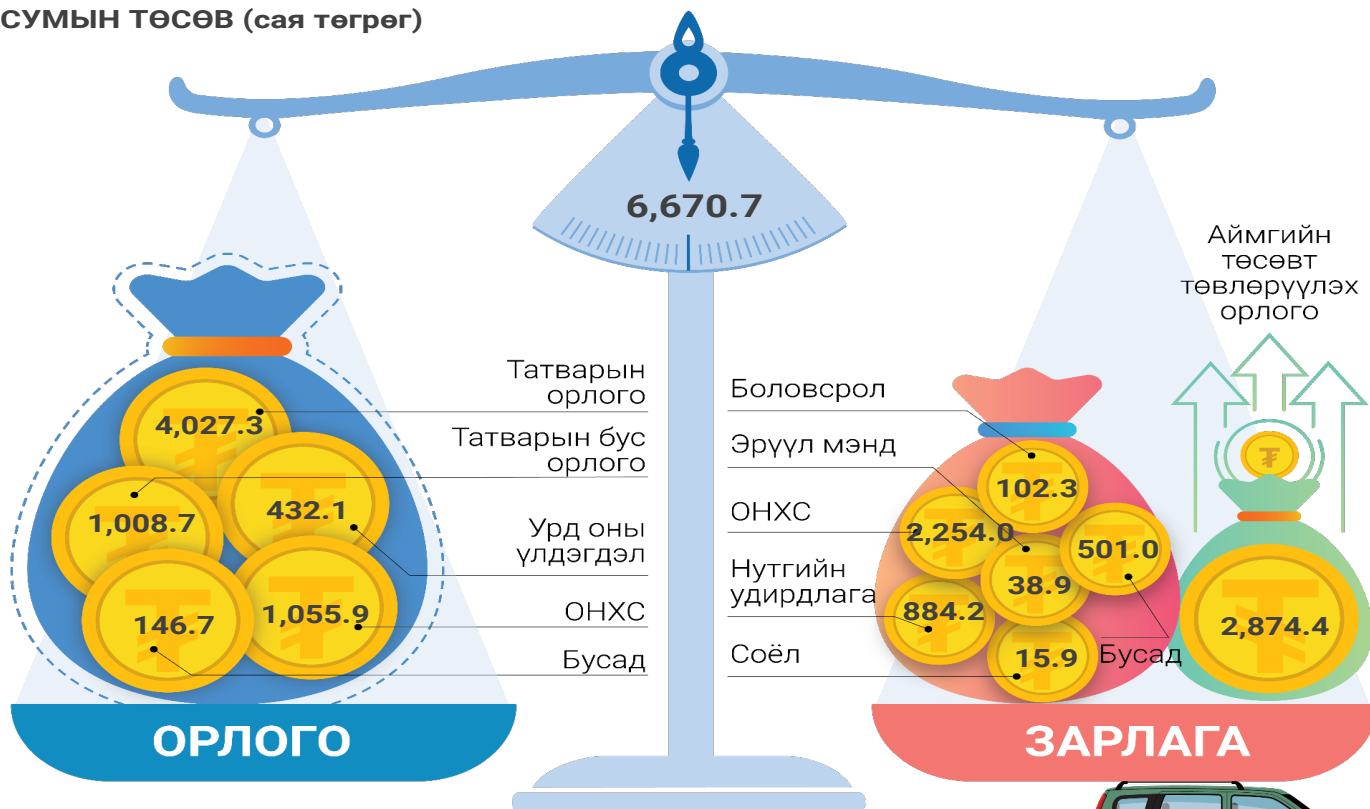 СУМЫН ТӨСӨВ (сая төгрөг)
6,670.7
Татварын
орлого
Татварын бус
орлого
Урд оны
үлдэгдэл
ОНХС
Бусад
4,027.3
1,008.7
432.1
146.7
1,055.9
ОРЛОГО
Боловсрол
Эрүүл мэнд
ОНХС
Нутгийн
удирдлага
Соёл
102.3
2,254.0
501.0
38.9
884.2
15.9
Бусад
Аймгийн
төсөвт
төвлөрүүлэх
орлого
2,874.4
ЗАРЛАГА